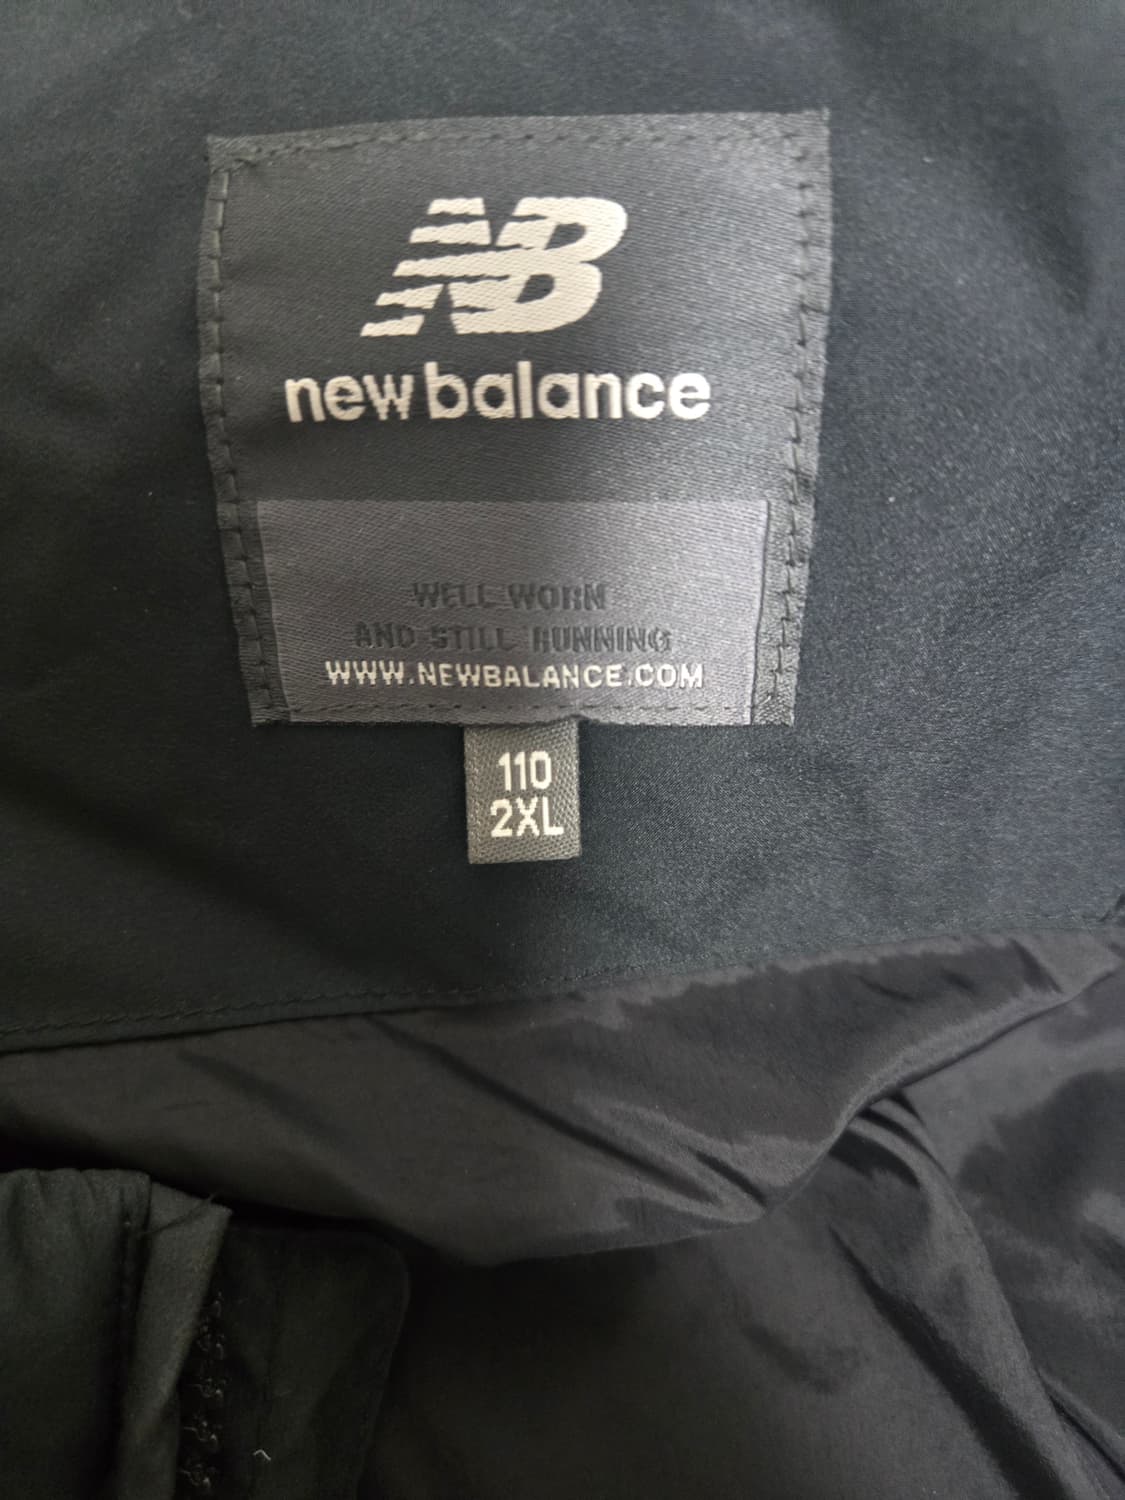 NB
new balance
WELL WORN
AND STILL RUNNING
WWW.NEWBALANCE.COM
110
2XL